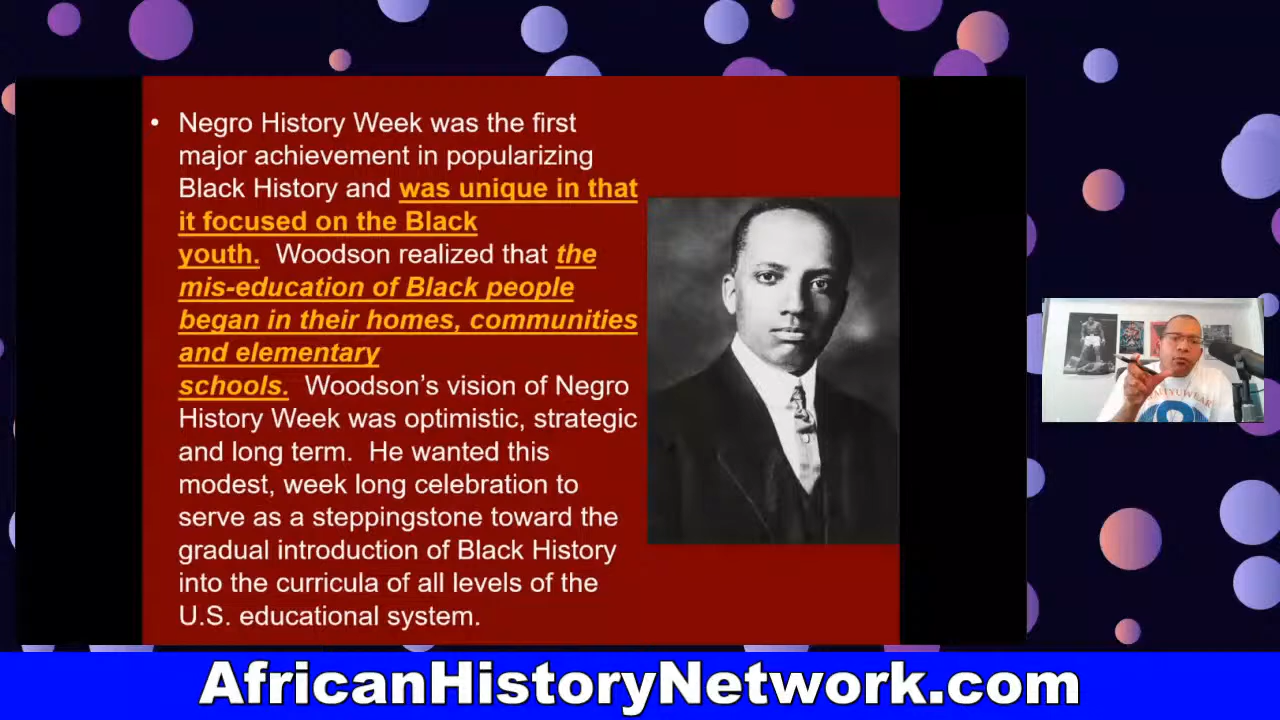 • Negro History Week was the first
major achievement in popularizing
Black History and was unique in that
it focused on the Black
youth. Woodson realized that the
mis-education of Black people
began in their homes, communities
and elementary
schools. Woodson's vision of Negro
History Week was optimistic, strategic
and long term. He wanted this
modest, week long celebration to
serve as a steppingstone toward the
gradual introduction of Black History
into the curricula of all levels of the
U.S. educational system.
AfricanHistoryNetwork.com